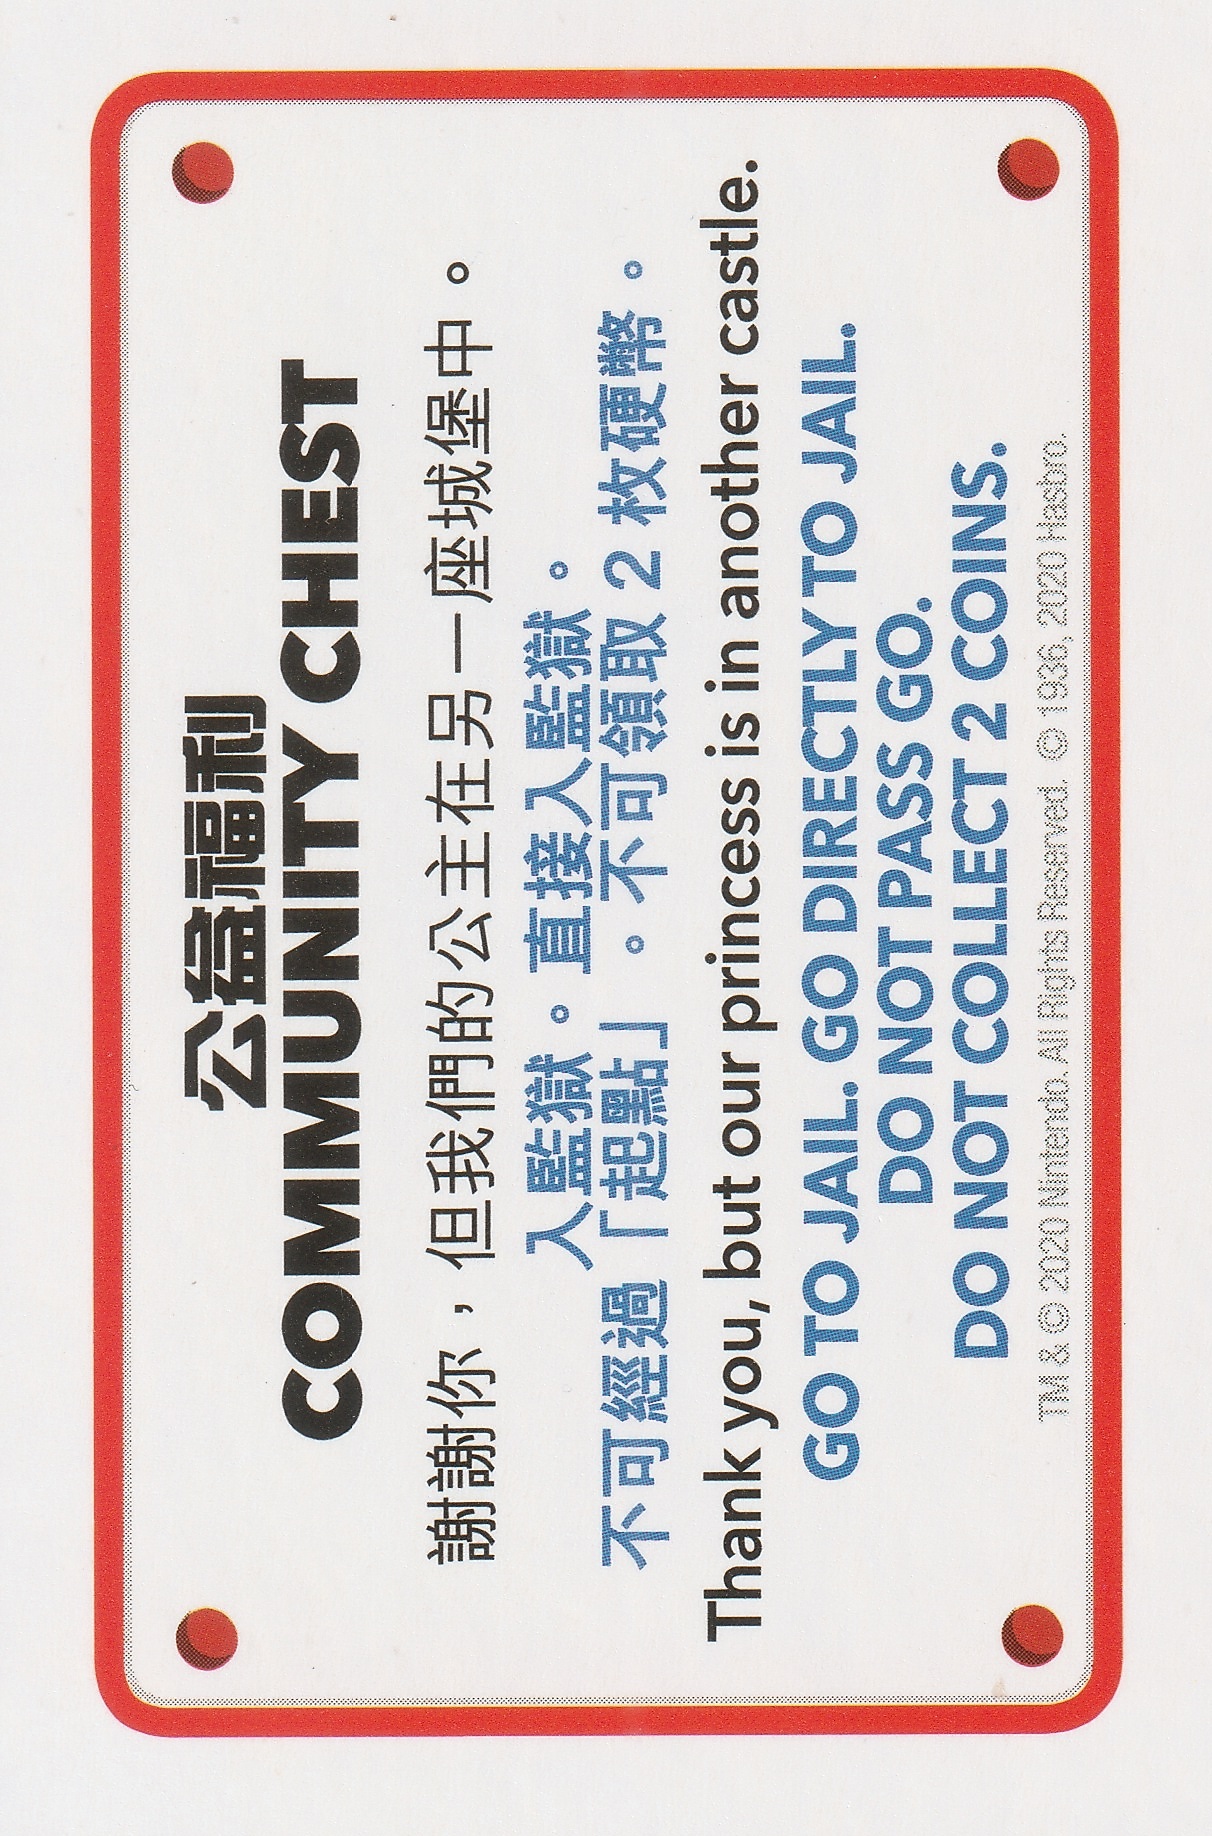 公益福利
COMMUNITY CHEST
謝謝你，但我們的公主在另一座城堡中。
入監獄。直接入監獄。
不可經過「起點」。不可領取 2 枚硬幣。
Thank you, but our princess is in another castle.
GO TO JAIL. GO DIRECTLY TO JAIL.
DO NOT PASS GO.
DO NOT COLLECT 2 COINS.
TM & © 2020 Nintendo. All Rights Reserved. © 1936, 2020 Hasbro.